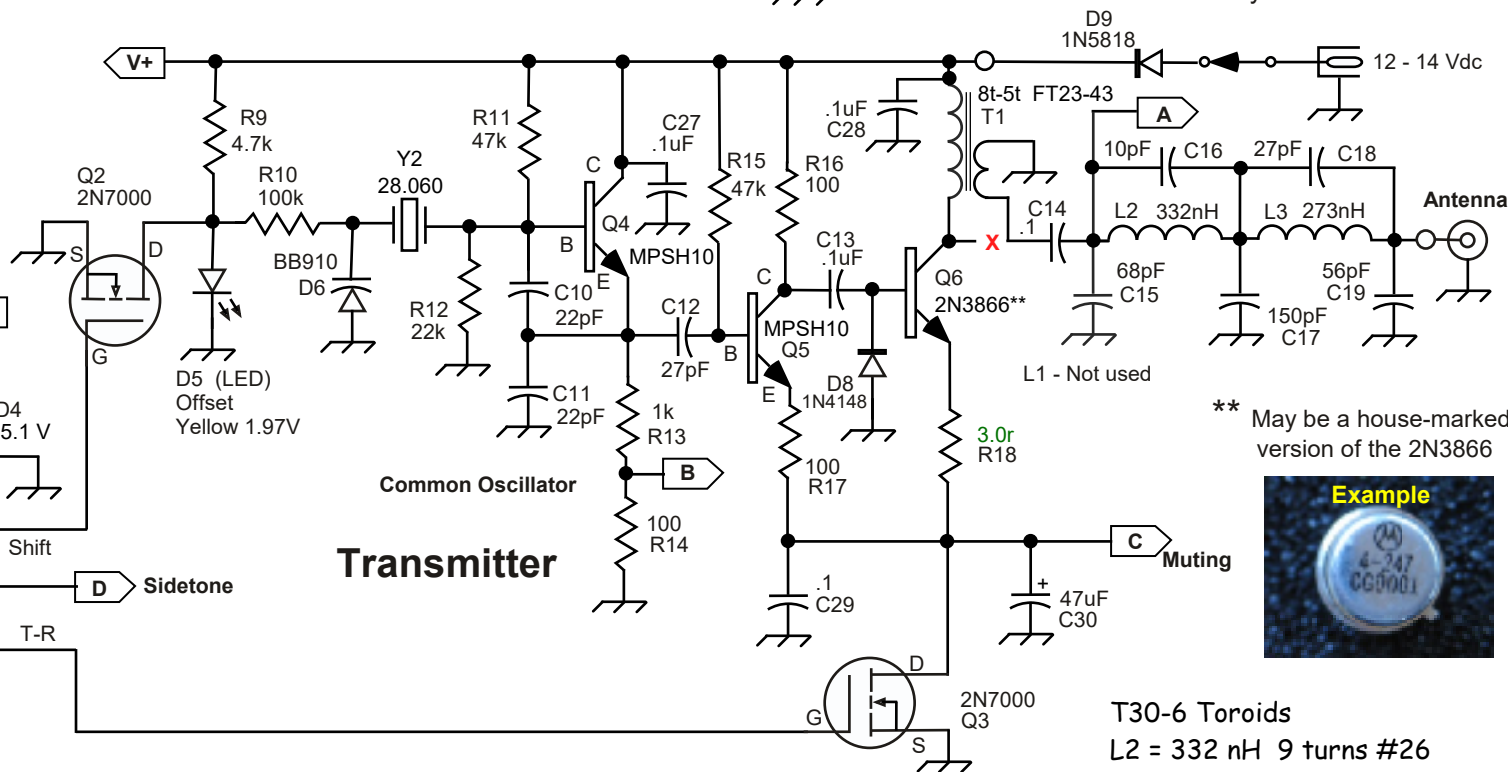 D9
1N5818
V+
12 - 14 Vdc
8t-5t FT23-43
T1
.1uF
C28
A
R9
4.7k
R11
47k
C27
.1uF
10pF
C16
27pF
C18
Q2
2N7000
R10
100k
Y2
28.060
C
R15
47k
R16
100
Antenna
S
D
Q4
B
MPSH10
E
C14
.1
L2
332nH
L3
273nH
C13
.1uF
BB910
D6
C
Q6
2N3866**
68pF
C15
56pF
C19
R12
22k
C10
22pF
C12
27pF
MPSH10
Q5
B
150pF
C17
G
D5 (LED)
Offset
Yellow 1.97V
C11
22pF
E
D8
1N4148
L1 - Not used
D4
5.1 V
1k
R13
3.0r
R18
** May be a house-marked
version of the 2N3866
Common Oscillator
B
100
R17
Example
4-247
Shift
Transmitter
100
R14
C
Muting
D
Sidetone
.1
C29
+
47uF
C30
T-R
D
2N7000
Q3
G
S
X
T30-6 Toroids
L2 = 332 nH 9 turns #26